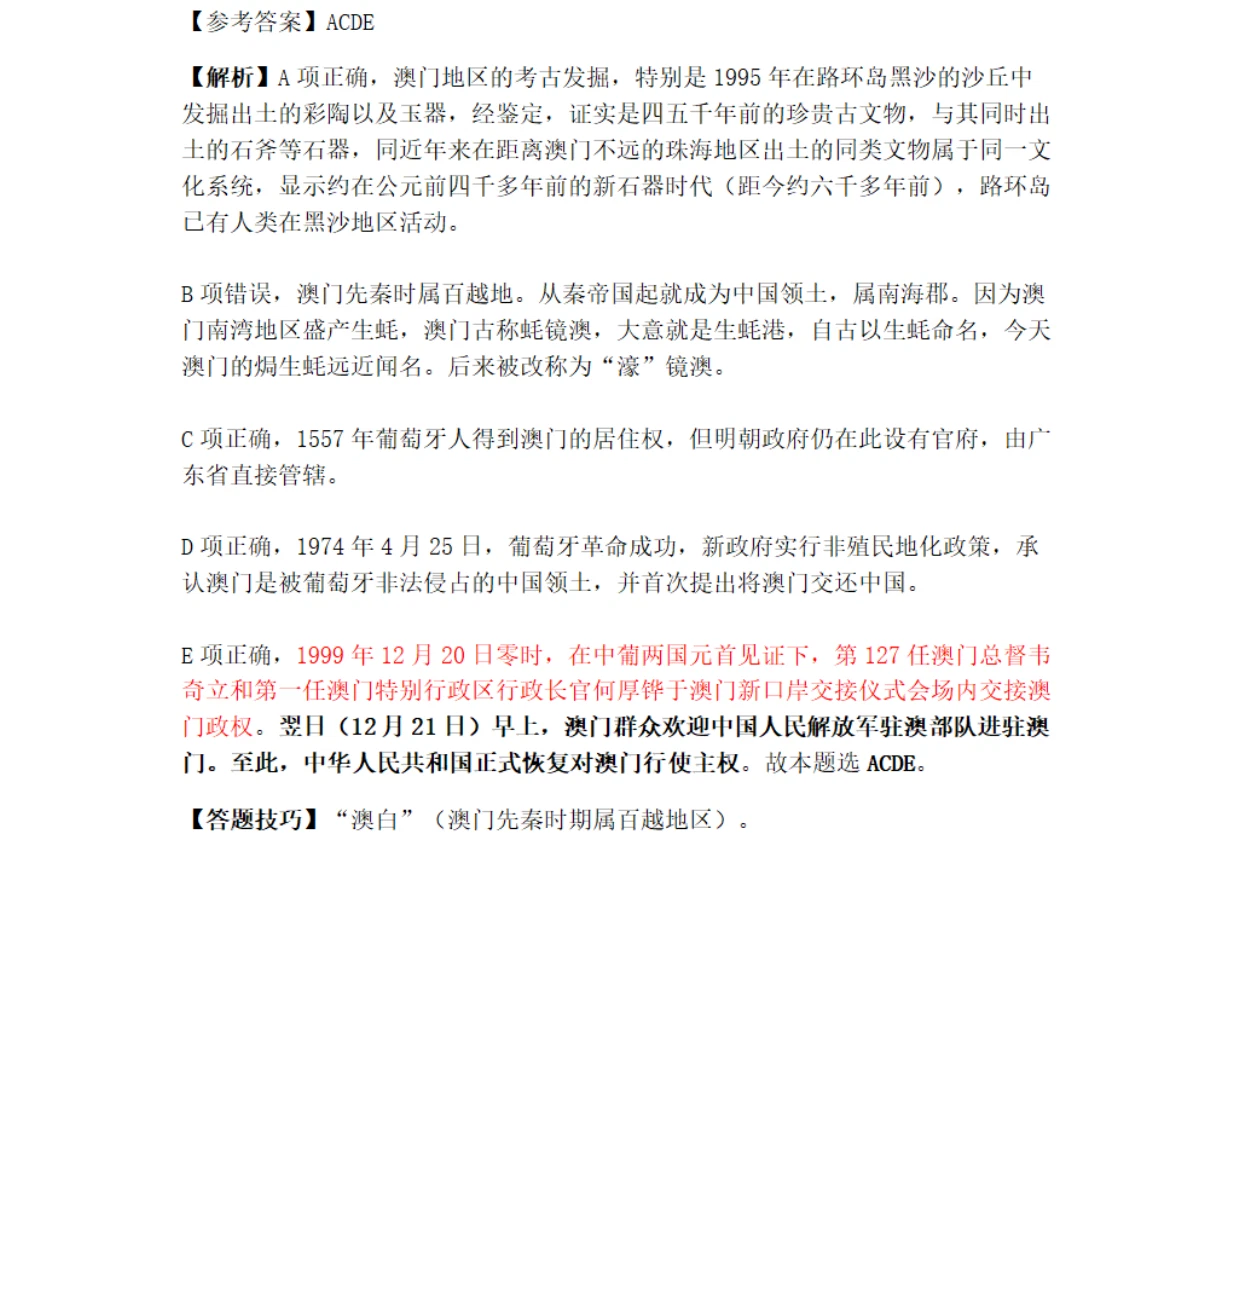 【参考答案】ACDE
【解析】A 项正确，澳门地区的考古发掘，特别是 1995 年在路环岛黑沙的沙丘中
发掘出土的彩陶以及玉器，经鉴定，证实是四五千年前的珍贵古文物，与其同时出
土的石斧等石器，同近年来在距离澳门不远的珠海地区出土的同类文物属于同一文
化系统，显示约在公元前四千多年前的新石器时代（距今约六千多年前），路环岛
已有人类在黑沙地区活动。
B 项错误，澳门先秦时属百越地。从秦帝国起就成为中国领土，属南海郡。因为澳
门南湾地区盛产生蚝，澳门古称蚝镜澳，大意就是生蚝港，自古以生蚝命名，今天
澳门的焗生蚝远近闻名。后来被改称为“濠”镜澳。
C 项正确，1557 年葡萄牙人得到澳门的居住权，但明朝政府仍在此设有官府，由广
东省直接管辖。
D 项正确，1974 年 4 月 25 日，葡萄牙革命成功，新政府实行非殖民地化政策，承
认澳门是被葡萄牙非法侵占的中国领土，并首次提出将澳门交还中国。
E 项正确，1999 年 12 月 20 日零时，在中葡两国元首见证下，第 127 任澳门总督韦
奇立和第一任澳门特别行政区行政长官何厚铧于澳门新口岸交接仪式会场内交接澳
门政权。翌日（12 月 21 日）早上，澳门群众欢迎中国人民解放军驻澳部队进驻澳
门。至此，中华人民共和国正式恢复对澳门行使主权。故本题选 ACDE。
【答题技巧】“澳白”（澳门先秦时期属百越地区）。